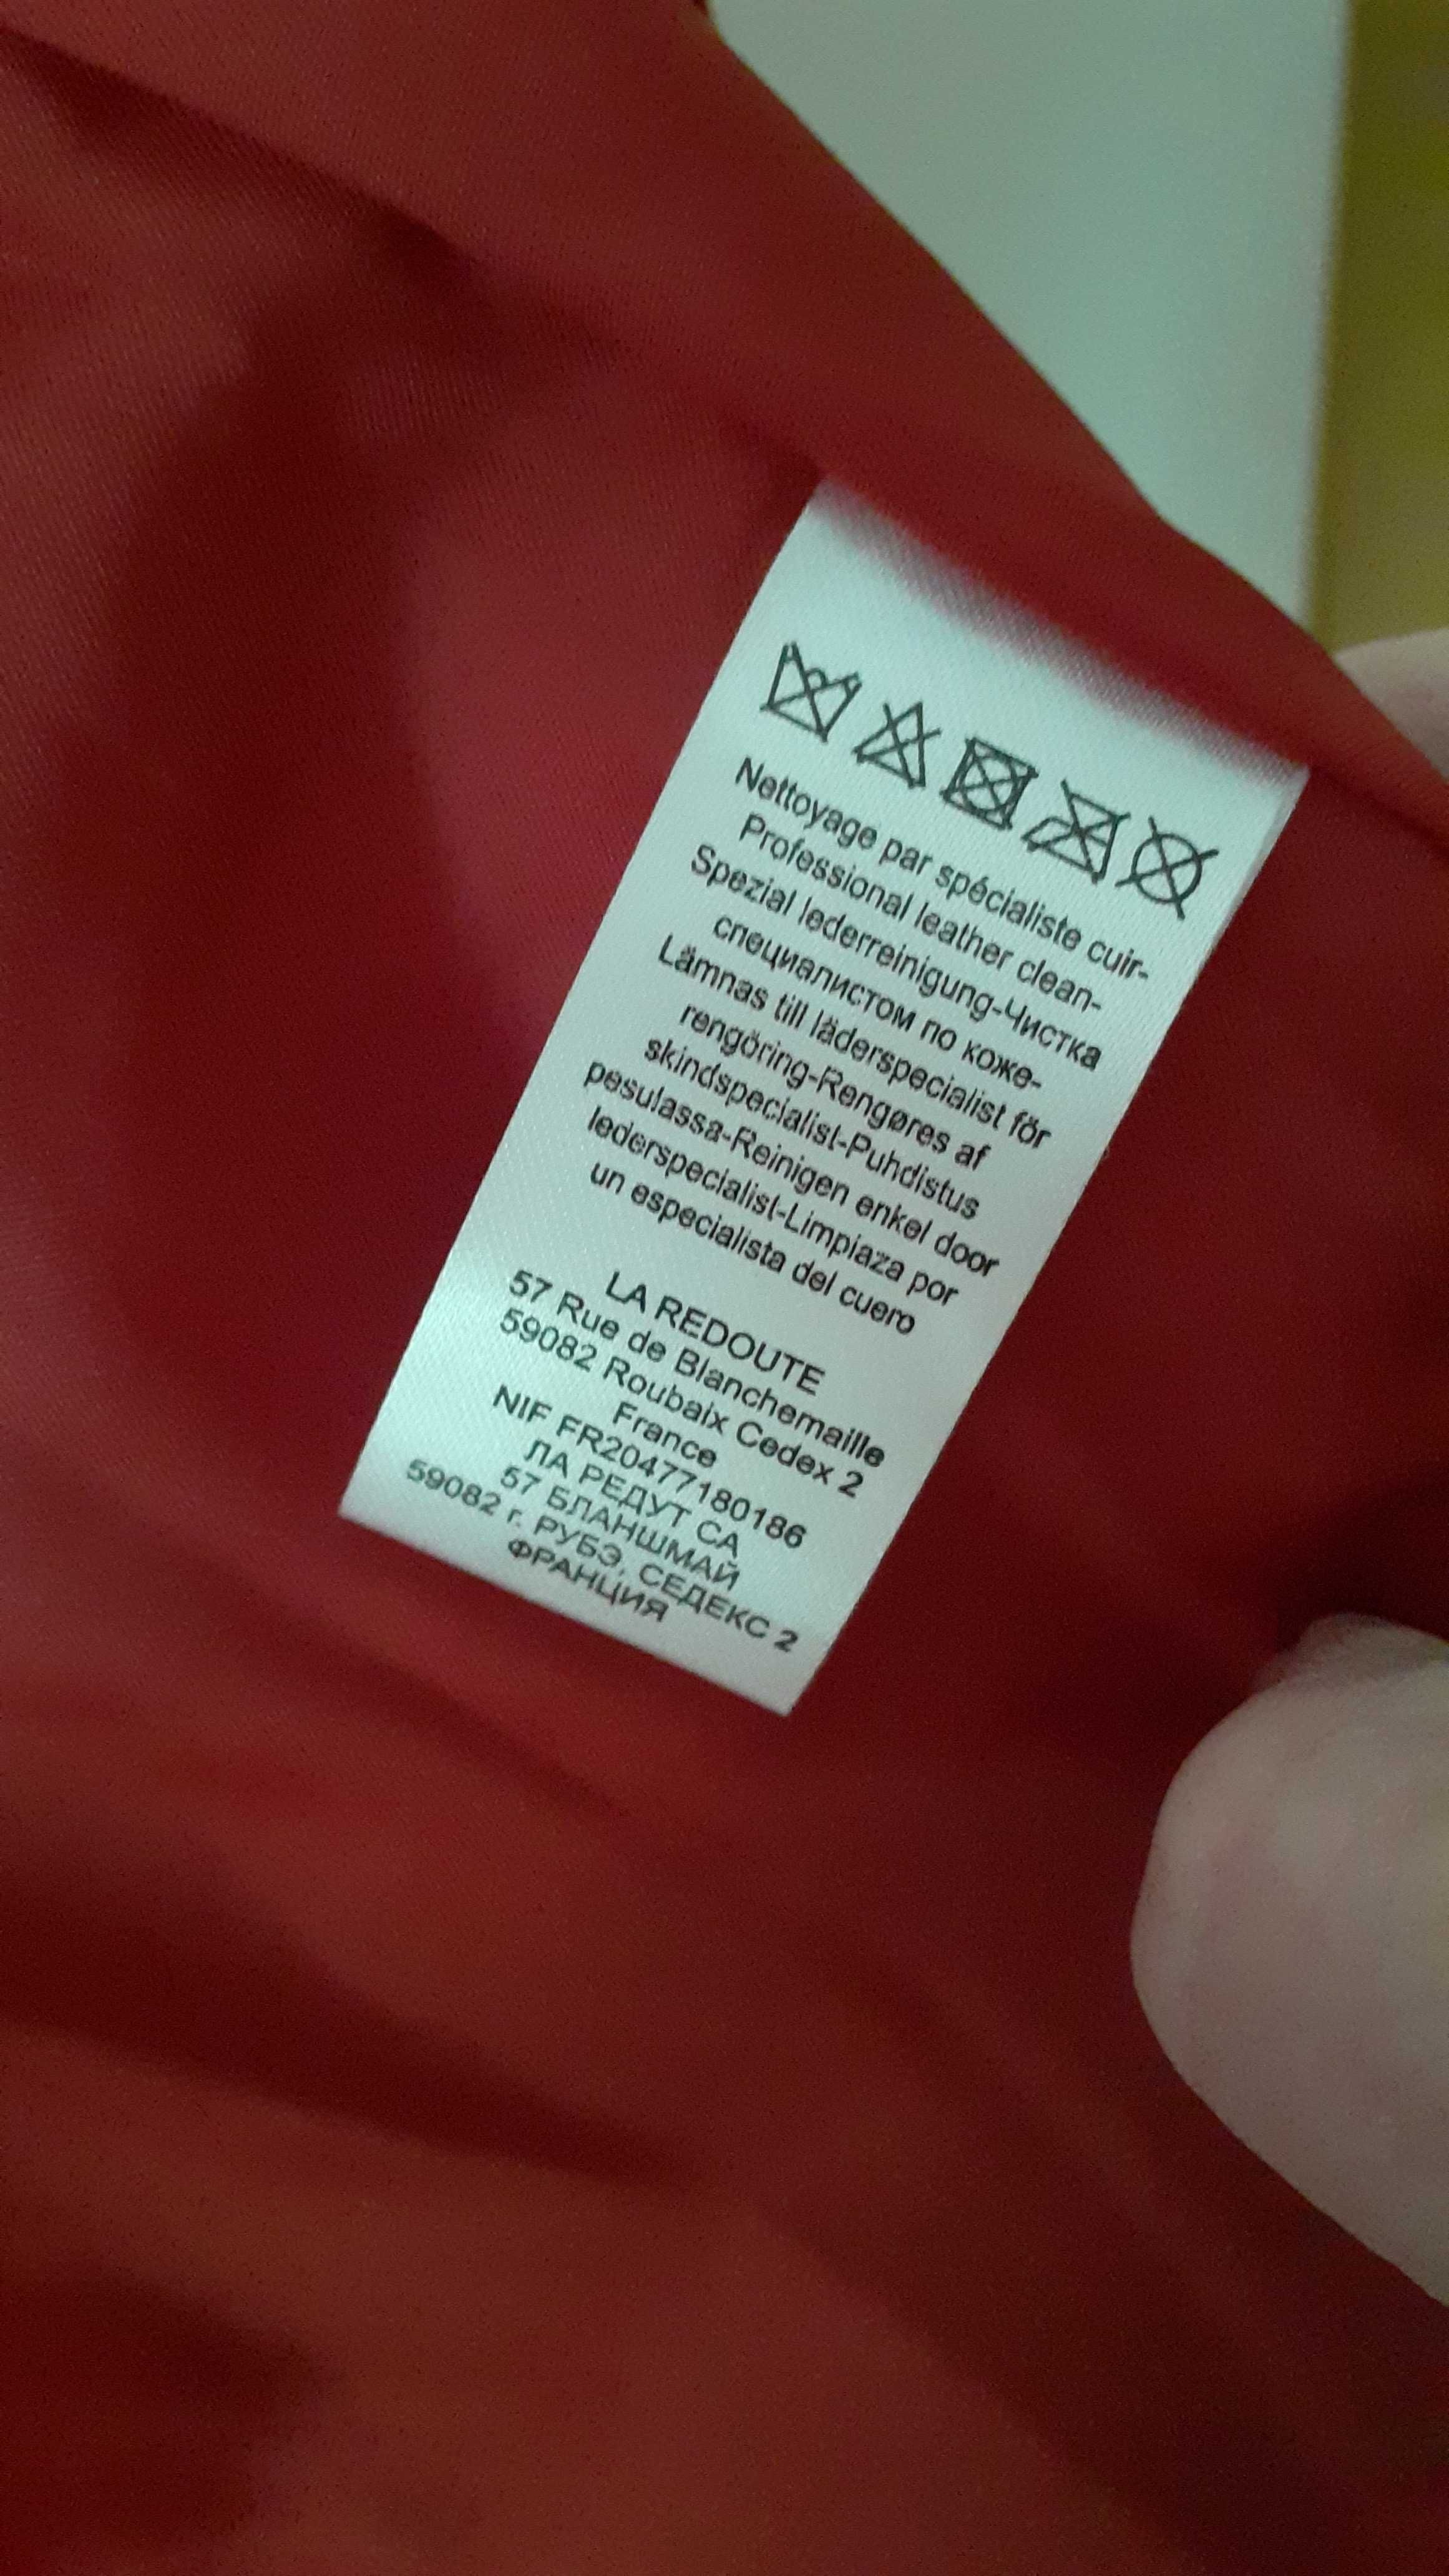 Nettoyage par spécialiste cuir-
Professional leather clean-
Spezial lederreinigung-Чистка
специалистом по коже-
Lämnas till läderspecialist för
rengöring-Rengøres af
skindspecialist-Puhdistus
pesulassa-Reinigen enkel door
lederspecialist-Limpiaza por
un especialista del cuero
LA REDOUTE
57 Rue de Blanchemaille
59082 Roubaix Cedex 2
France
NIF FR20477180186
ЛА РЕДУТ СА
57 БЛАНШМАЙ
59082 г. РУБЭ, СЕДЕКС 2
ФРАНЦИЯ